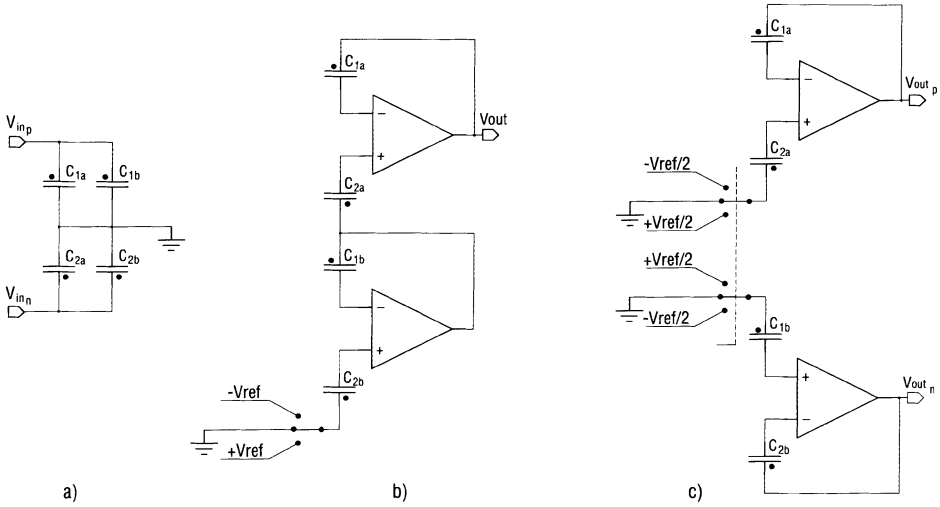 V_in_p
C_1a
C_1b
C_2a
C_2b
V_in_n
a)
C_1a
−
+
Vout
C_2a
C_1b
−
+
C_2b
-Vref
+Vref
b)
C_1a
−
+
Vout_p
C_2a
-Vref/2
+Vref/2
+Vref/2
-Vref/2
C_1b
+
−
Vout_n
C_2b
c)